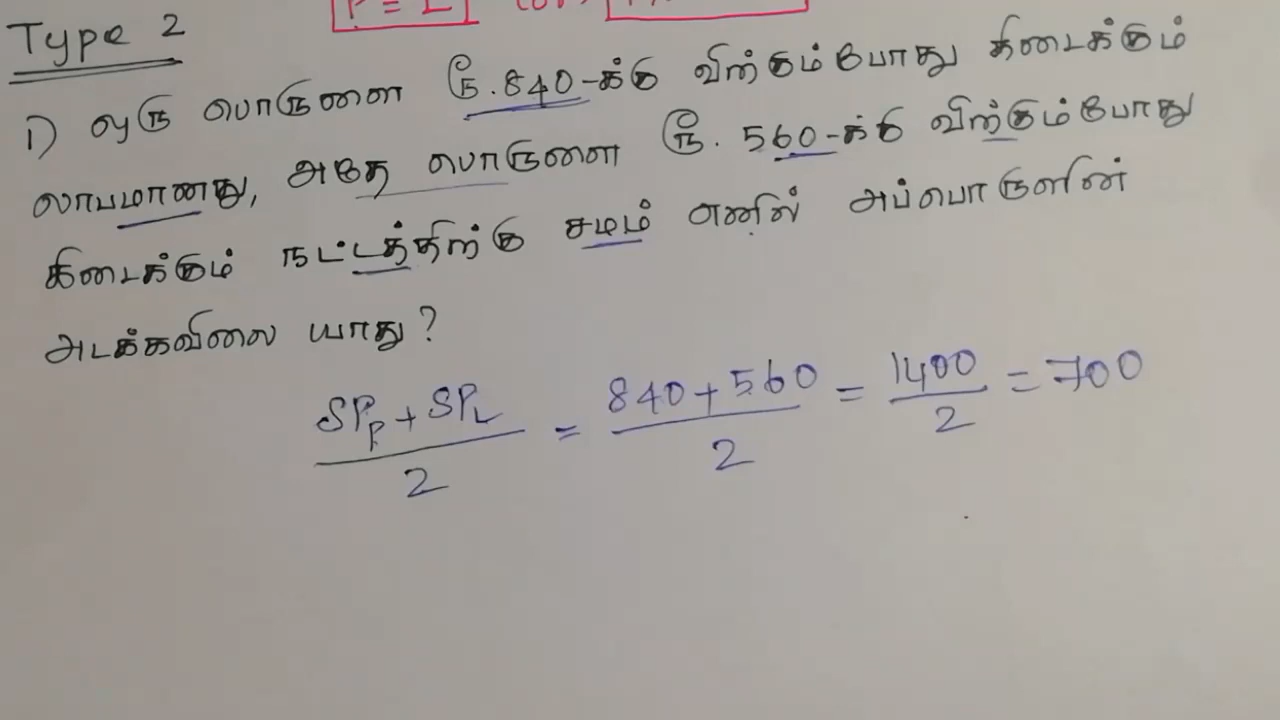 P = L
Type 2
1) ஒரு பொருளை ரூ.840-க்கு விற்கும்போது கிடைக்கும்
லாபமானது, அதே பொருளை ரூ. 560-க்கு விற்கும்போது
கிடைக்கும் நட்டத்திற்கு சமம் எனில் அப்பொருளின்
அடக்கவிலை யாது?
SP_P + SP_L / 2 = 840 + 560 / 2 = 1400 / 2 = 700